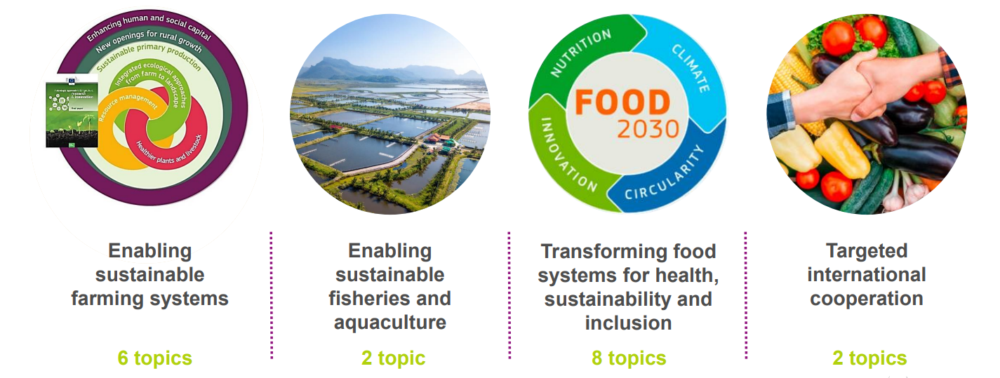 Enhancing human and social capital
New openings for rural growth
Sustainable primary production
Integrated ecological approaches
from farm to landscape
Resource management
Healthier plants and livestock
research
& innovation
NUTRITION
CLIMATE
FOOD
2030
INNOVATION
CIRCULARITY
Enabling
sustainable
farming systems
6 topics
Enabling
sustainable
fisheries and
aquaculture
2 topic
Transforming food
systems for health,
sustainability and
inclusion
8 topics
Targeted
international
cooperation
2 topics